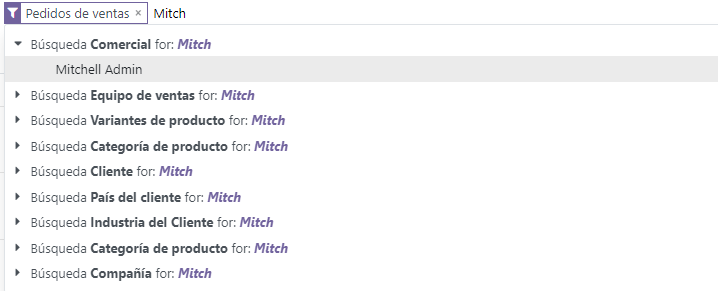 Pedidos de ventas × Mitch
Búsqueda Comercial for: Mitch
Mitchell Admin
Búsqueda Equipo de ventas for: Mitch
Búsqueda Variantes de producto for: Mitch
Búsqueda Categoría de producto for: Mitch
Búsqueda Cliente for: Mitch
Búsqueda País del cliente for: Mitch
Búsqueda Industria del Cliente for: Mitch
Búsqueda Categoría de producto for: Mitch
Búsqueda Compañía for: Mitch